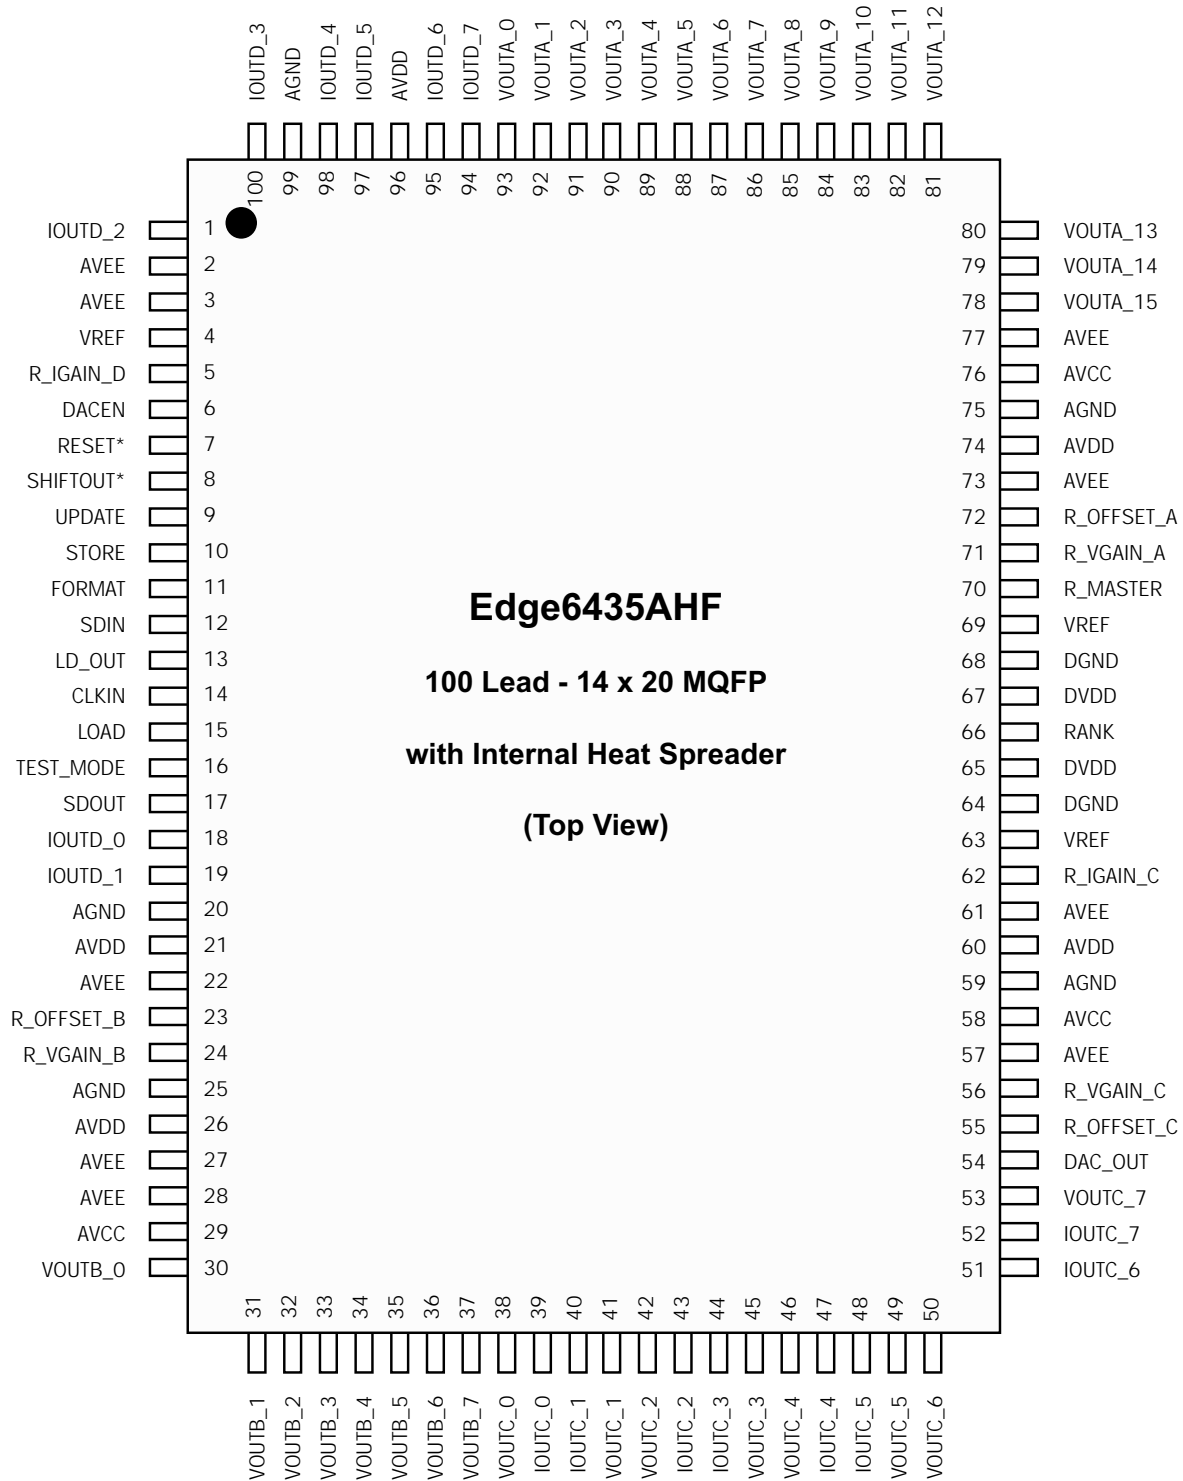 IOUTD_3 AGND IOUTD_4 IOUTD_5 AVDD IOUTD_6 IOUTD_7 VOUTA_0 VOUTA_1 VOUTA_2 VOUTA_3 VOUTA_4 VOUTA_5 VOUTA_6 VOUTA_7 VOUTA_8 VOUTA_9 VOUTA_10 VOUTA_11 VOUTA_12
100 99 98 97 96 95 94 93 92 91 90 89 88 87 86 85 84 83 82 81
IOUTD_2 1 80 VOUTA_13
AVEE 2 79 VOUTA_14
AVEE 3 78 VOUTA_15
VREF 4 77 AVEE
R_IGAIN_D 5 76 AVCC
DACEN 6 75 AGND
RESET* 7 74 AVDD
SHIFTOUT* 8 73 AVEE
UPDATE 9 72 R_OFFSET_A
STORE 10 71 R_VGAIN_A
FORMAT 11 70 R_MASTER
Edge6435AHF
SDIN 12 69 VREF
LD_OUT 13 68 DGND
100 Lead - 14 x 20 MQFP
CLKIN 14 67 DVDD
LOAD 15 66 RANK
with Internal Heat Spreader
TEST_MODE 16 65 DVDD
SDOUT 17 64 DGND
(Top View)
IOUTD_0 18 63 VREF
IOUTD_1 19 62 R_IGAIN_C
AGND 20 61 AVEE
AVDD 21 60 AVDD
AVEE 22 59 AGND
R_OFFSET_B 23 58 AVCC
R_VGAIN_B 24 57 AVEE
AGND 25 56 R_VGAIN_C
AVDD 26 55 R_OFFSET_C
AVEE 27 54 DAC_OUT
AVEE 28 53 VOUTC_7
AVCC 29 52 IOUTC_7
VOUTB_0 30 51 IOUTC_6
31 32 33 34 35 36 37 38 39 40 41 42 43 44 45 46 47 48 49 50
VOUTB_1 VOUTB_2 VOUTB_3 VOUTB_4 VOUTB_5 VOUTB_6 VOUTB_7 VOUTC_0 IOUTC_0 IOUTC_1 VOUTC_1 VOUTC_2 IOUTC_2 IOUTC_3 VOUTC_3 VOUTC_4 IOUTC_4 IOUTC_5 VOUTC_5 VOUTC_6